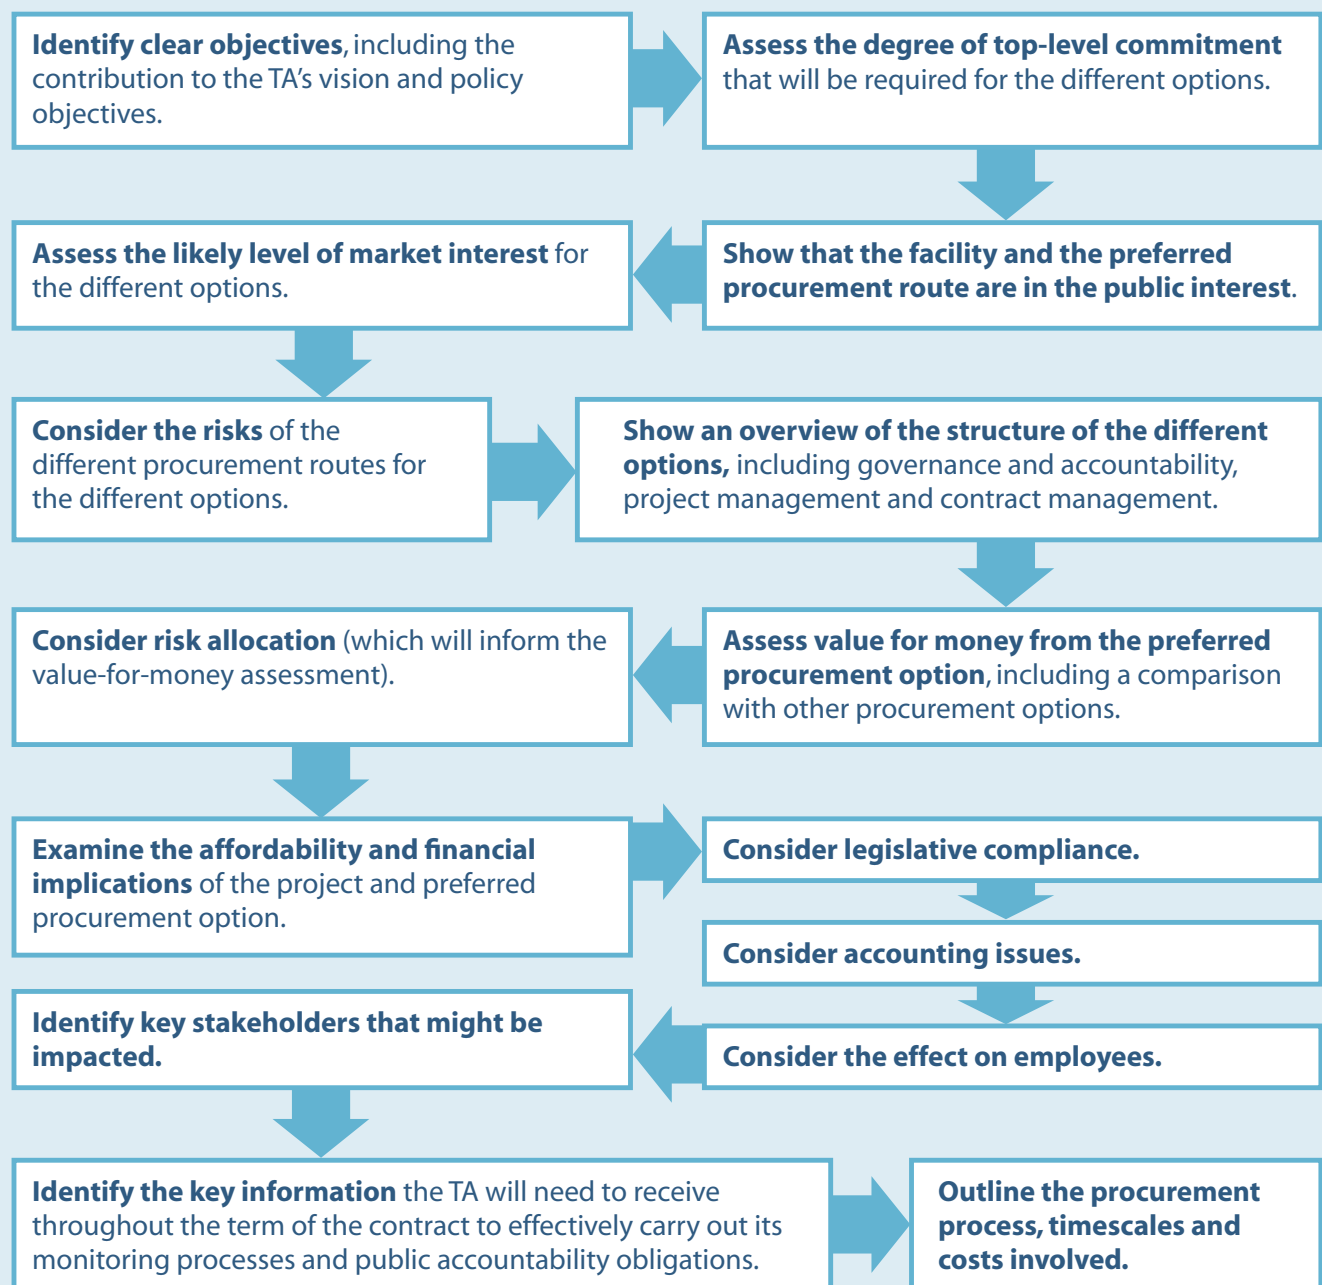 Identify clear objectives, including the
contribution to the TA’s vision and policy
objectives.
Assess the degree of top-level commitment
that will be required for the different options.
Show that the facility and the preferred
procurement route are in the public interest.
Assess the likely level of market interest for
the different options.
Consider the risks of the
different procurement routes for
the different options.
Show an overview of the structure of the different
options, including governance and accountability,
project management and contract management.
Assess value for money from the preferred
procurement option, including a comparison
with other procurement options.
Consider risk allocation (which will inform the
value-for-money assessment).
Examine the affordability and financial
implications of the project and preferred
procurement option.
Consider legislative compliance.
Consider accounting issues.
Consider the effect on employees.
Identify key stakeholders that might be
impacted.
Identify the key information the TA will need to receive
throughout the term of the contract to effectively carry out its
monitoring processes and public accountability obligations.
Outline the procurement
process, timescales and
costs involved.